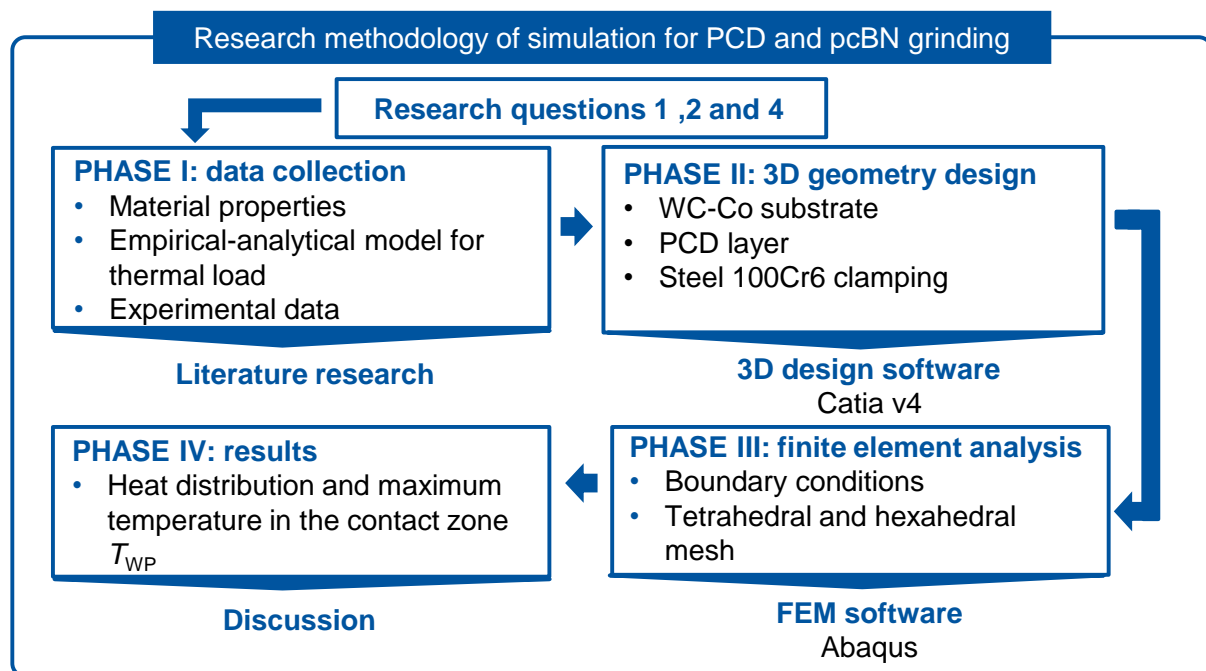 Research methodology of simulation for PCD and pcBN grinding
Research questions 1 ,2 and 4
PHASE I: data collection
• Material properties
• Empirical-analytical model for
thermal load
• Experimental data
Literature research
PHASE II: 3D geometry design
• WC-Co substrate
• PCD layer
• Steel 100Cr6 clamping
3D design software
Catia v4
PHASE III: finite element analysis
• Boundary conditions
• Tetrahedral and hexahedral
mesh
FEM software
Abaqus
PHASE IV: results
• Heat distribution and maximum
temperature in the contact zone
TWP
Discussion